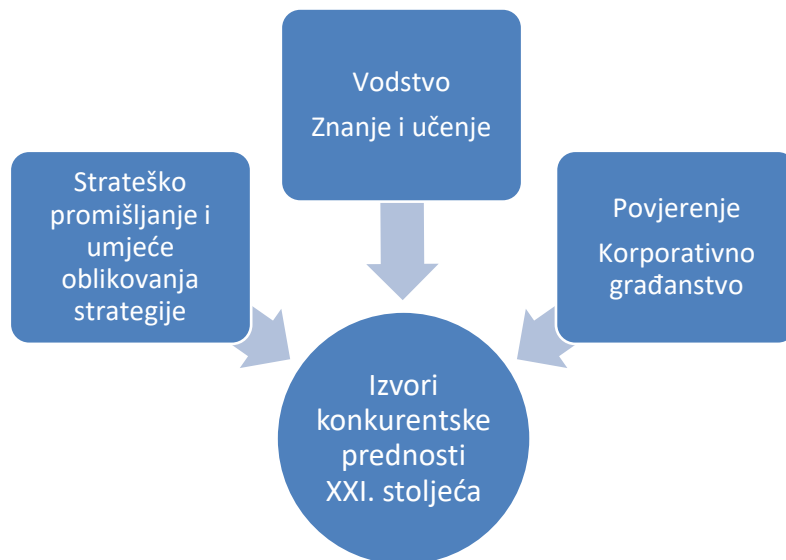 Vodstvo
Znanje i učenje
Strateško
promišljanje i
umjeće
oblikovanja
strategije
Povjerenje
Korporativno
građanstvo
Izvori
konkurentske
prednosti
XXI. stoljeća